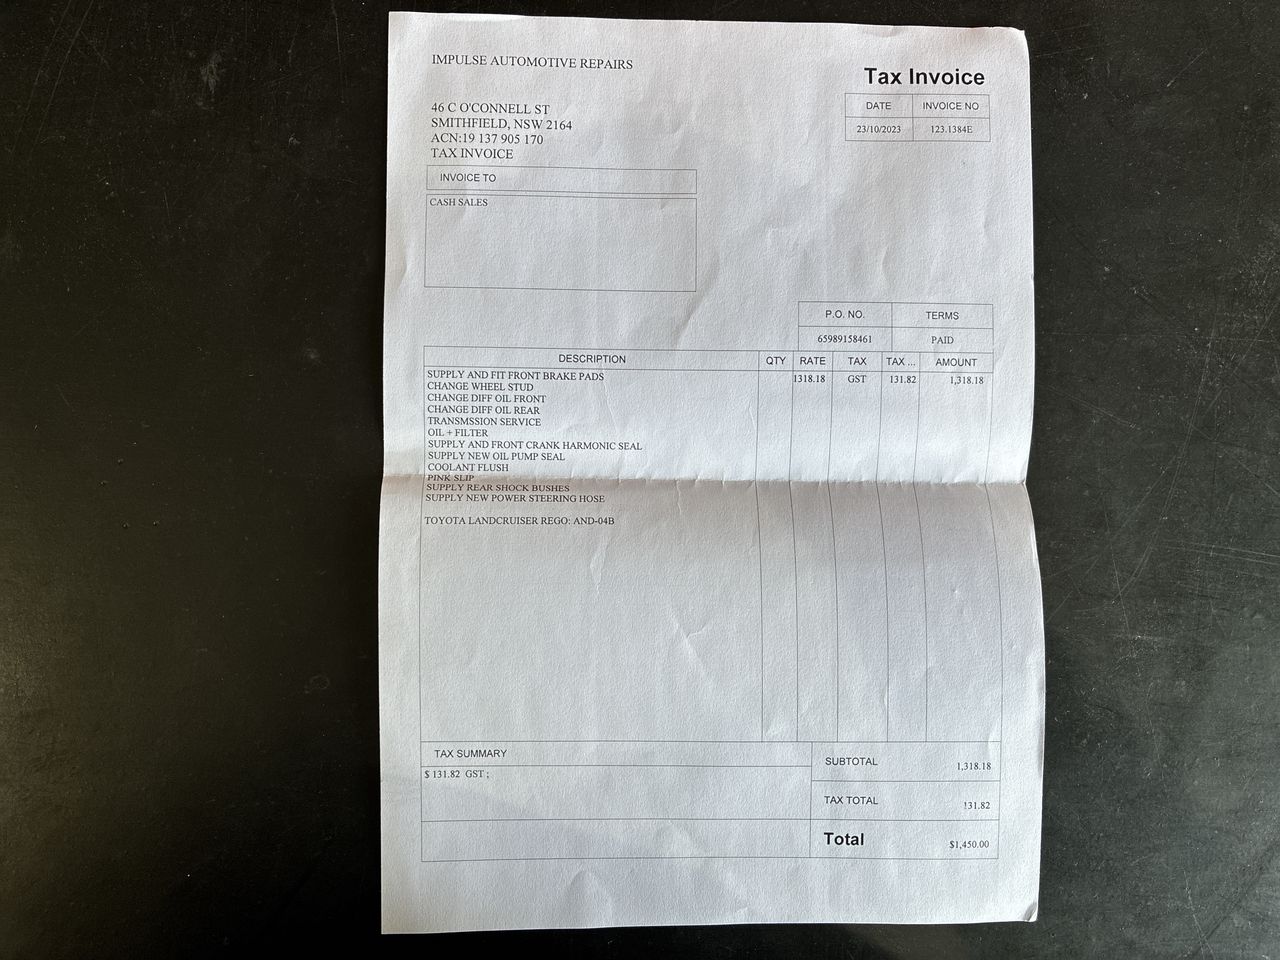 IMPULSE AUTOMOTIVE REPAIRS
Tax Invoice
DATE INVOICE NO
23/10/2023 123.1384E
46 C O'CONNELL ST
SMITHFIELD, NSW 2164
ACN:19 137 905 170
TAX INVOICE
INVOICE TO
CASH SALES
P.O. NO. TERMS
65989158461 PAID
DESCRIPTION QTY RATE TAX TAX ... AMOUNT
SUPPLY AND FIT FRONT BRAKE PADS 1318.18 GST 131.82 1,318.18
CHANGE WHEEL STUD
CHANGE DIFF OIL FRONT
CHANGE DIFF OIL REAR
TRANSMSSION SERVICE
OIL + FILTER
SUPPLY AND FRONT CRANK HARMONIC SEAL
SUPPLY NEW OIL PUMP SEAL
COOLANT FLUSH
PINK SLIP
SUPPLY REAR SHOCK BUSHES
SUPPLY NEW POWER STEERING HOSE
TOYOTA LANDCRUISER REGO: AND-04B
TAX SUMMARY
$ 131.82 GST ;
SUBTOTAL 1,318.18
TAX TOTAL 131.82
Total $1,450.00